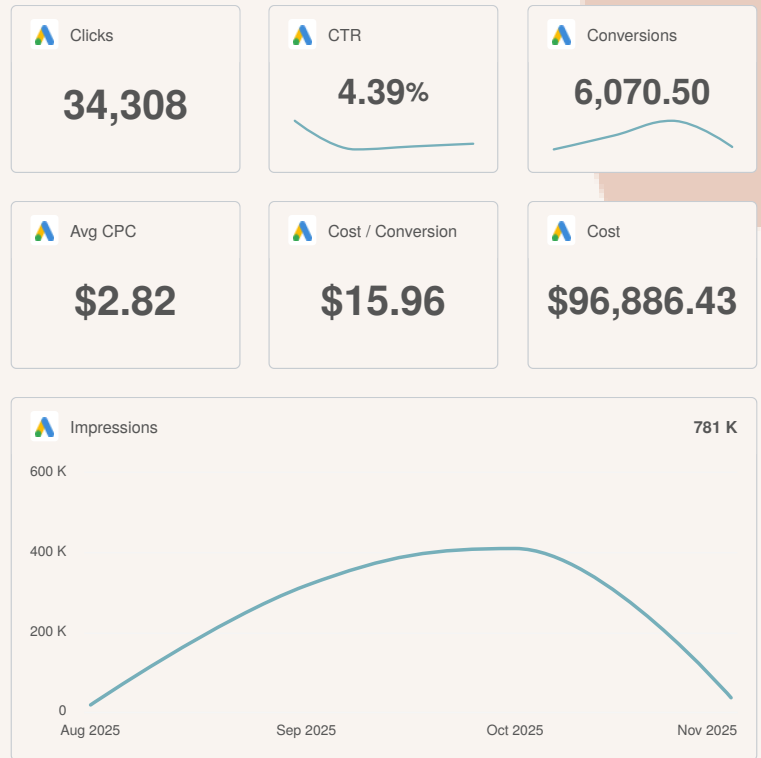 Clicks
34,308
CTR
4.39%
Conversions
6,070.50
Avg CPC
$2.82
Cost / Conversion
$15.96
Cost
$96,886.43
Impressions
781 K
600 K
400 K
200 K
0
Aug 2025 Sep 2025 Oct 2025 Nov 2025